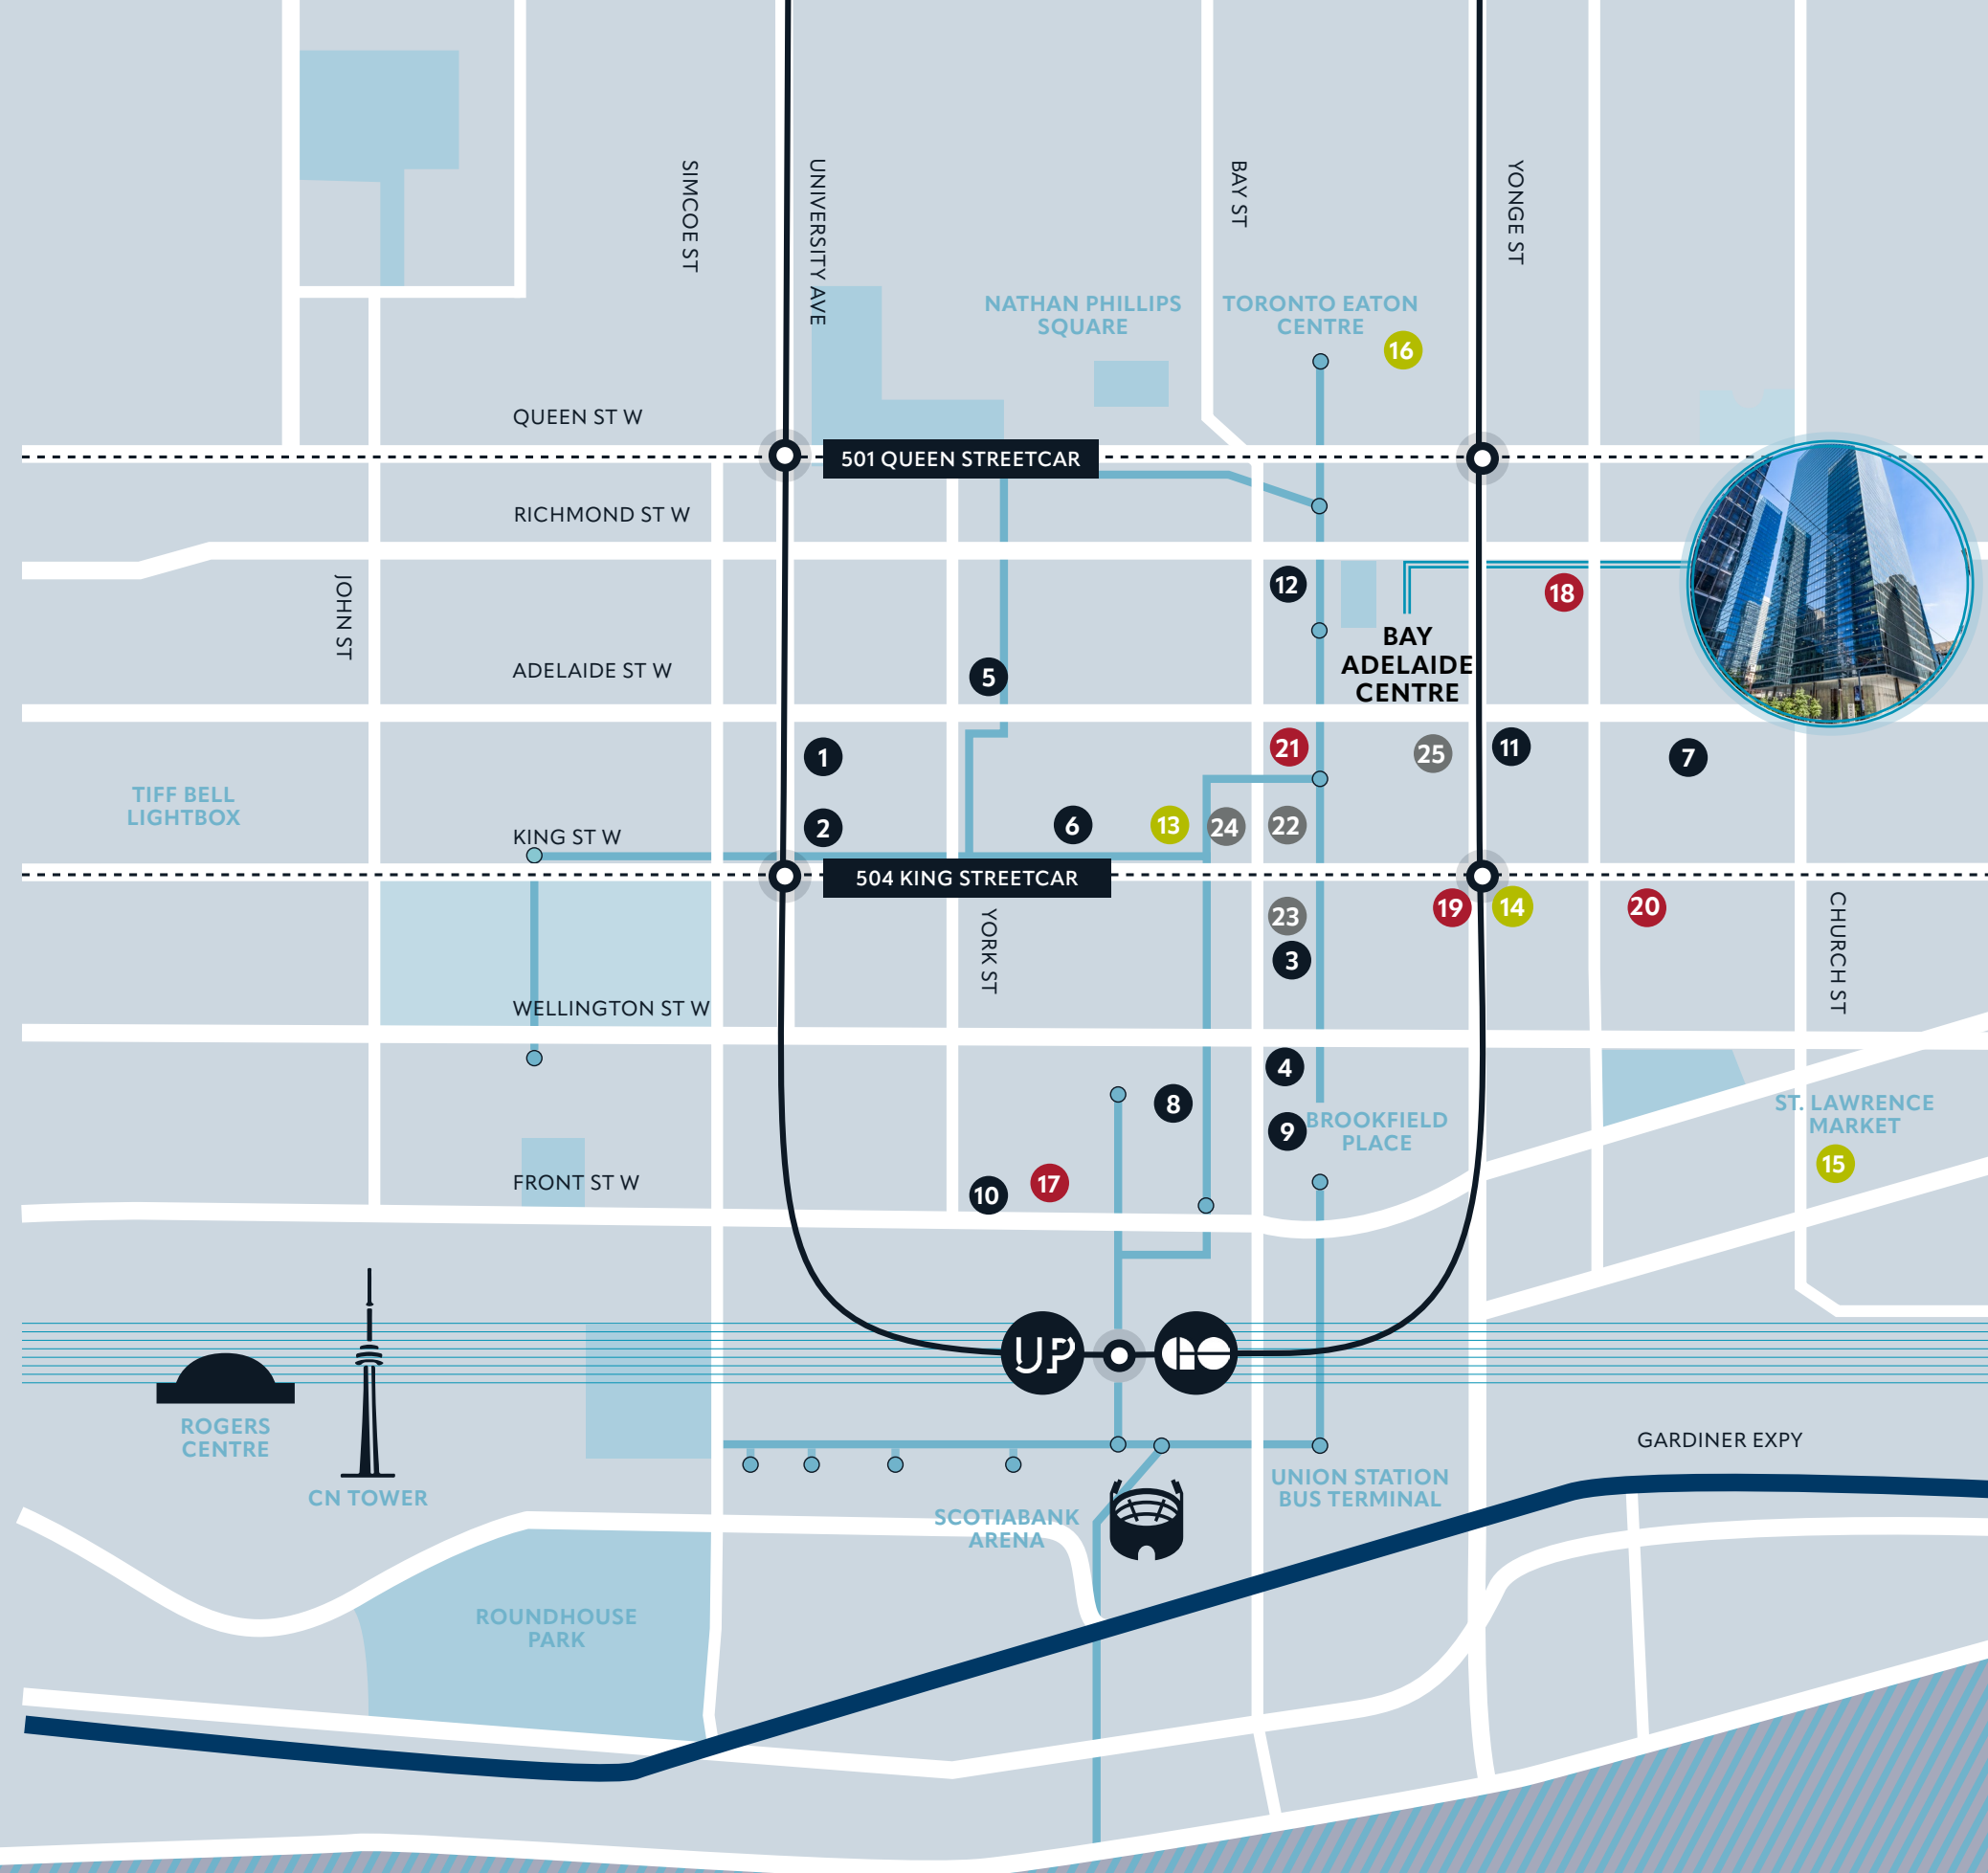 SIMCOE ST
UNIVERSITY AVE
BAY ST
YONGE ST
NATHAN PHILLIPS
SQUARE
TORONTO EATON
CENTRE
16
QUEEN ST W
501 QUEEN STREETCAR
RICHMOND ST W
JOHN ST
12
18
BAY
ADELAIDE
CENTRE
ADELAIDE ST W
5
1
21
25
11
7
TIFF BELL
LIGHTBOX
KING ST W
2
6
13
24
22
504 KING STREETCAR
19
14
20
23
3
YORK ST
CHURCH ST
WELLINGTON ST W
4
8
9
BROOKFIELD
PLACE
ST. LAWRENCE
MARKET
15
FRONT ST W
10
17
UP
GO
ROGERS
CENTRE
CN TOWER
GARDINER EXPY
UNION STATION
BUS TERMINAL
SCOTIABANK
ARENA
ROUNDHOUSE
PARK